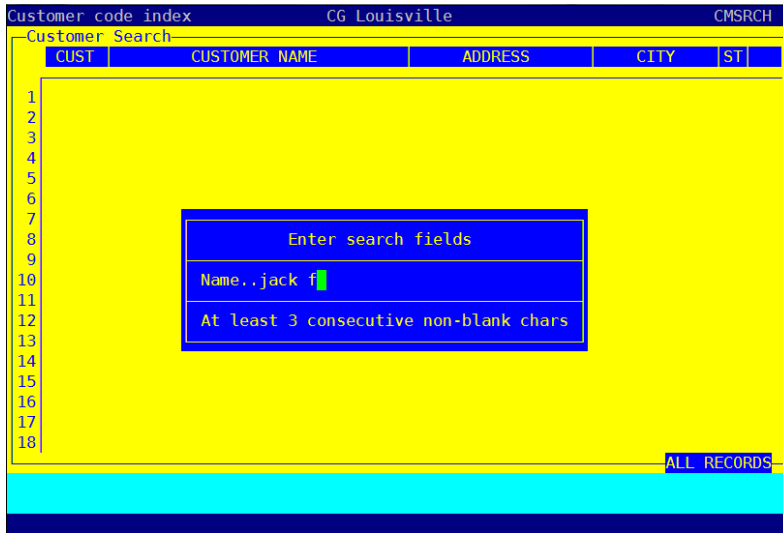 Customer code index CG Louisville CMSRCH
Customer Search
CUST CUSTOMER NAME ADDRESS CITY ST
1
2
3
4
5
6
7
8
9
10
11
12
13
14
15
16
17
18
Enter search fields
Name..jack f
At least 3 consecutive non-blank chars
ALL RECORDS